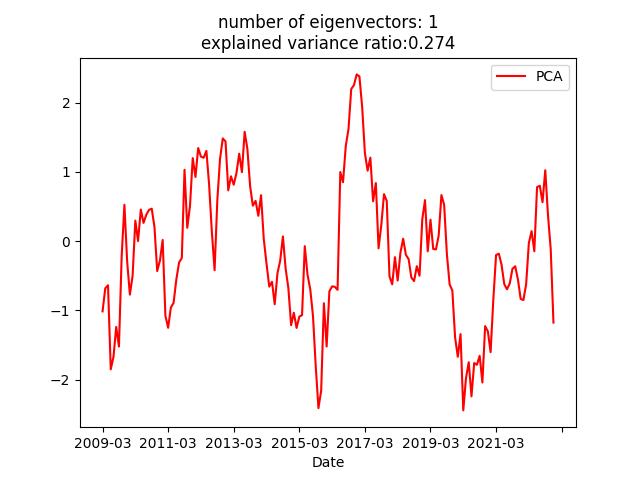 number of eigenvectors: 1
explained variance ratio:0.274
PCA
2
1
0
−1
−2
2009-03 2011-03 2013-03 2015-03 2017-03 2019-03 2021-03
Date